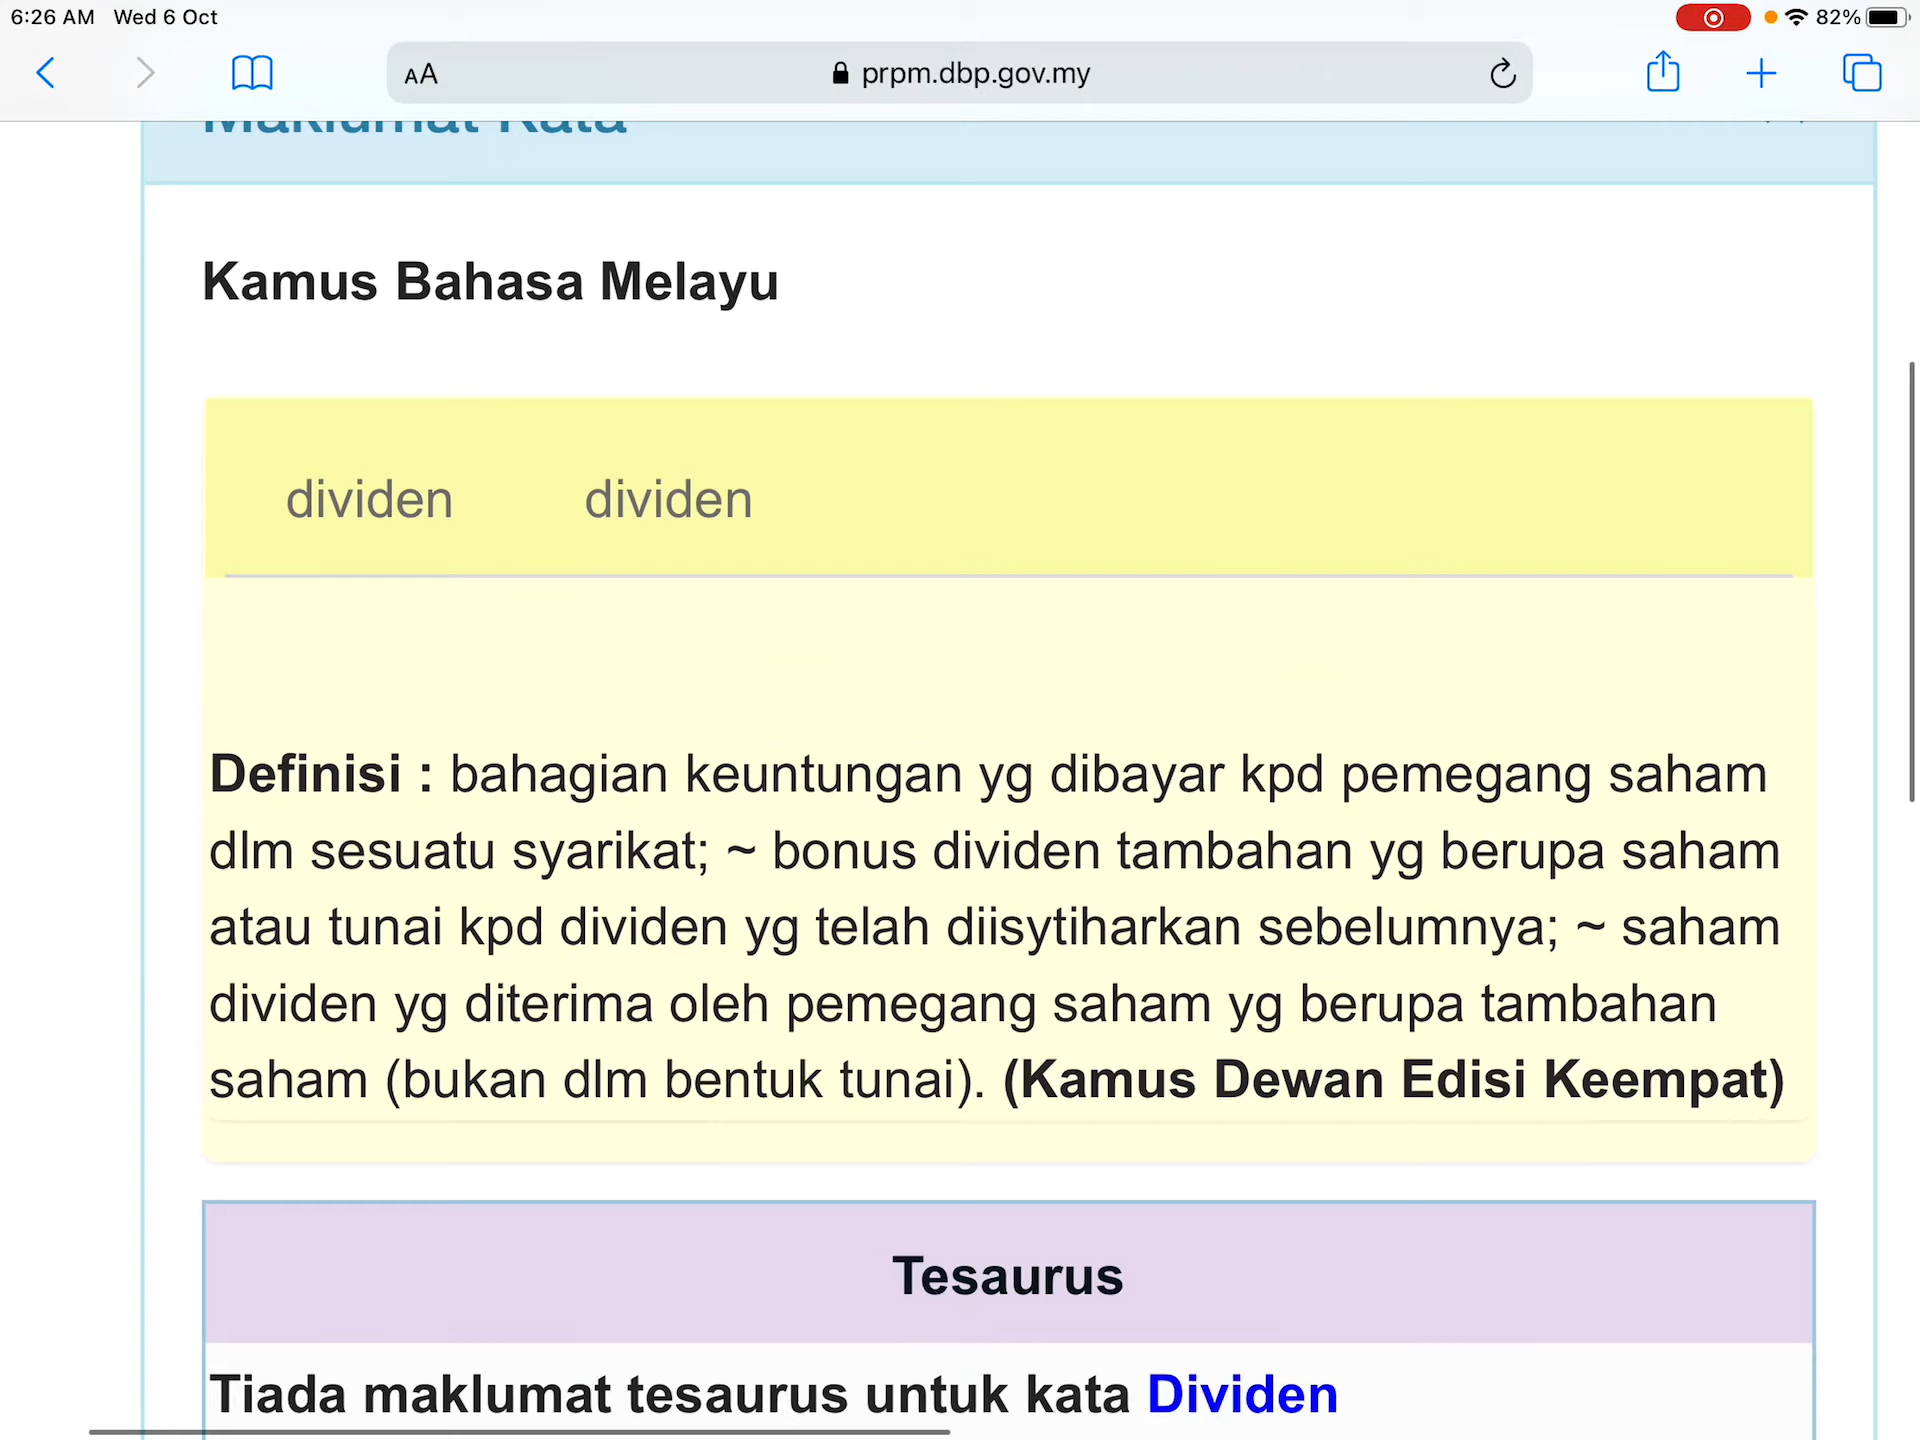 6:26 AM Wed 6 Oct
82%
AA
prpm.dbp.gov.my
Maklumat Kata
Kamus Bahasa Melayu
dividen dividen
Definisi : bahagian keuntungan yg dibayar kpd pemegang saham
dlm sesuatu syarikat; ~ bonus dividen tambahan yg berupa saham
atau tunai kpd dividen yg telah diisytiharkan sebelumnya; ~ saham
dividen yg diterima oleh pemegang saham yg berupa tambahan
saham (bukan dlm bentuk tunai). (Kamus Dewan Edisi Keempat)
Tesaurus
Tiada maklumat tesaurus untuk kata Dividen